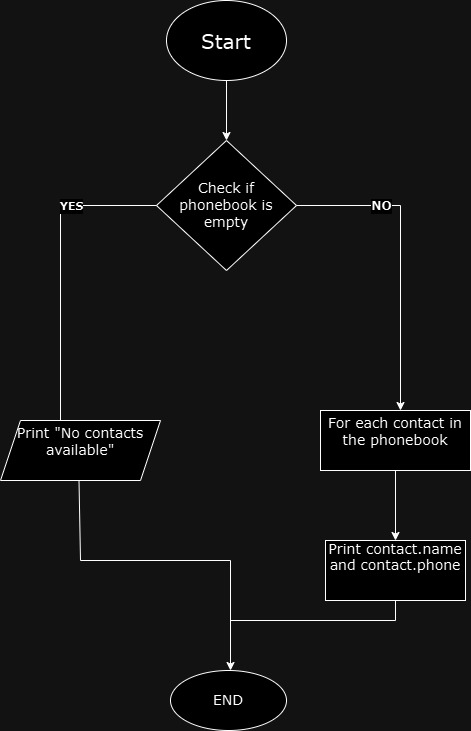 Start
Check if
phonebook is
empty
YES
NO
Print "No contacts
available"
For each contact in
the phonebook
Print contact.name
and contact.phone
END